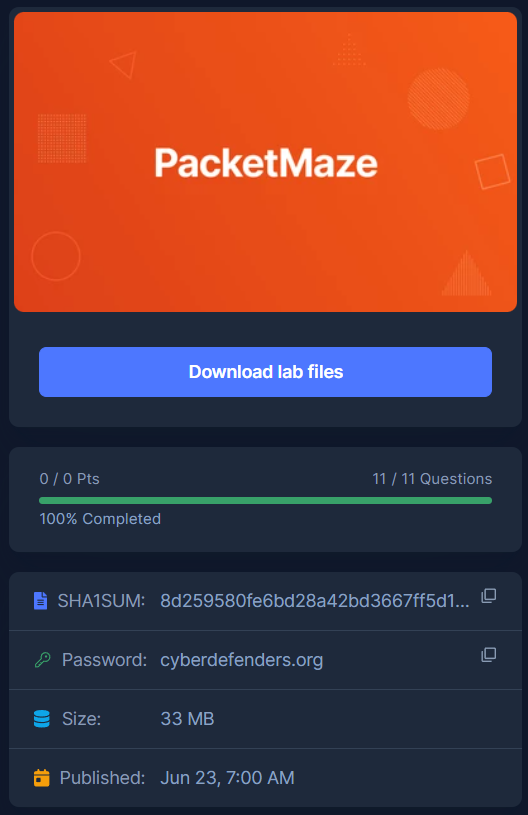 PacketMaze
Download lab files
0 / 0 Pts 11 / 11 Questions
100% Completed
SHA1SUM: 8d259580fe6bd28a42bd3667ff5d1...
Password: cyberdefenders.org
Size: 33 MB
Published: Jun 23, 7:00 AM